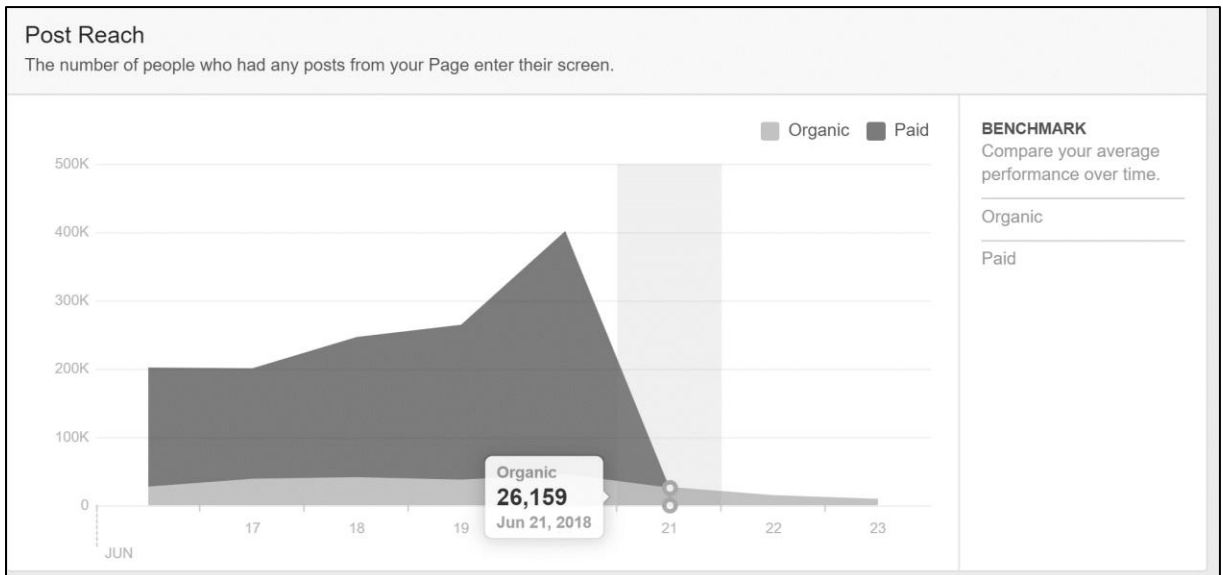 Post Reach
The number of people who had any posts from your Page enter their screen.
Organic Paid
500K
400K
300K
200K
100K
0
Organic
26,159
Jun 21, 2018
17 18 19 21 22 23
JUN
BENCHMARK
Compare your average
performance over time.
Organic
Paid